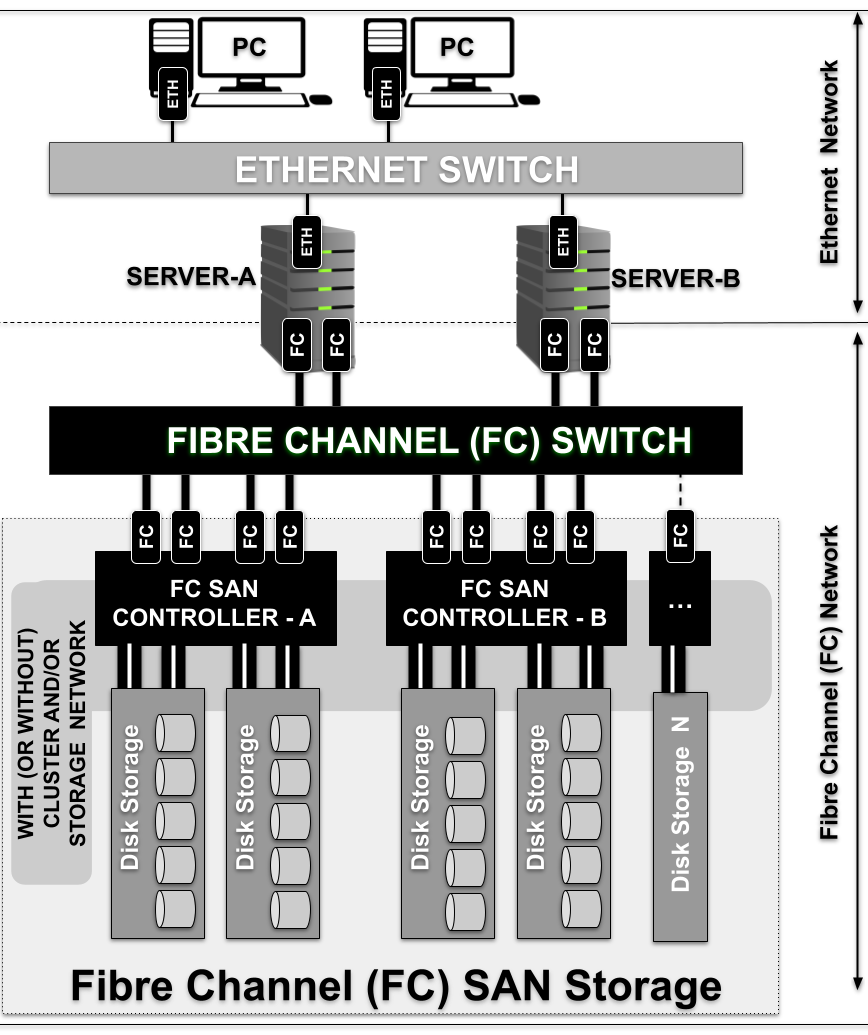 PC
PC
ETH
ETH
ETHERNET SWITCH
Ethernet Network
ETH
ETH
SERVER-A
SERVER-B
FC
FC
FC
FC
FIBRE CHANNEL (FC) SWITCH
FC
FC
FC
FC
FC
FC
FC
FC
FC
FC SAN
CONTROLLER - A
FC SAN
CONTROLLER - B
...
WITH (OR WITHOUT)
CLUSTER AND/OR
STORAGE NETWORK
Disk Storage
Disk Storage
Disk Storage
Disk Storage
Disk Storage N
Fibre Channel (FC) Network
Fibre Channel (FC) SAN Storage